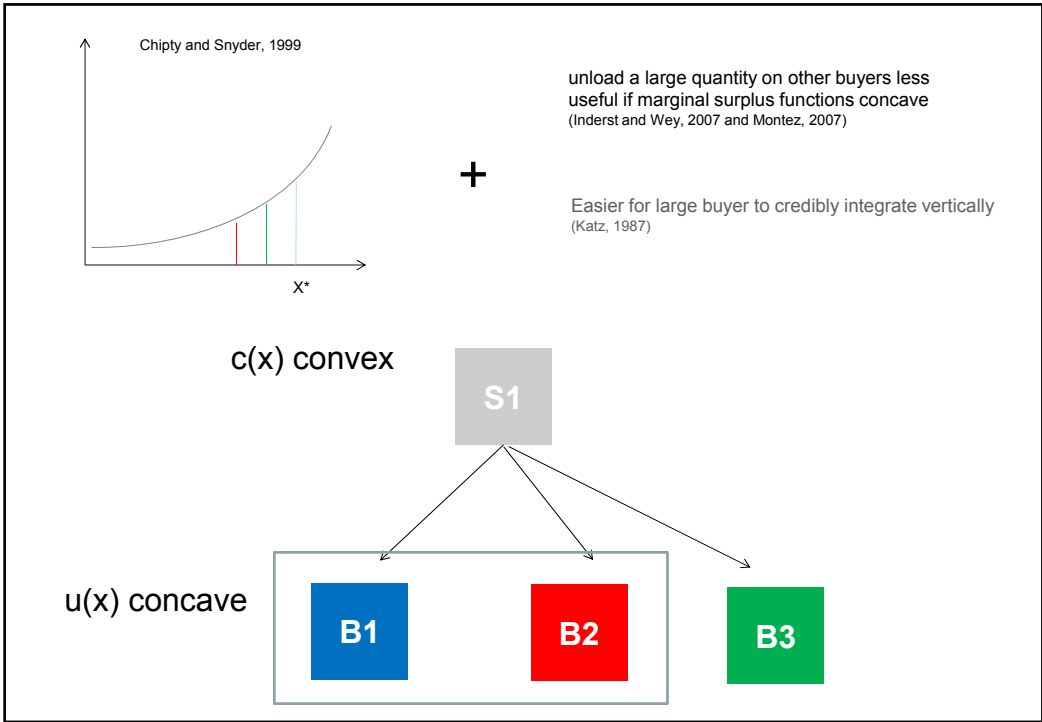 Chipty and Snyder, 1999
unload a large quantity on other buyers less
useful if marginal surplus functions concave
(Inderst and Wey, 2007 and Montez, 2007)
+
Easier for large buyer to credibly integrate vertically
(Katz, 1987)
X*
c(x) convex
S1
u(x) concave
B1
B2
B3